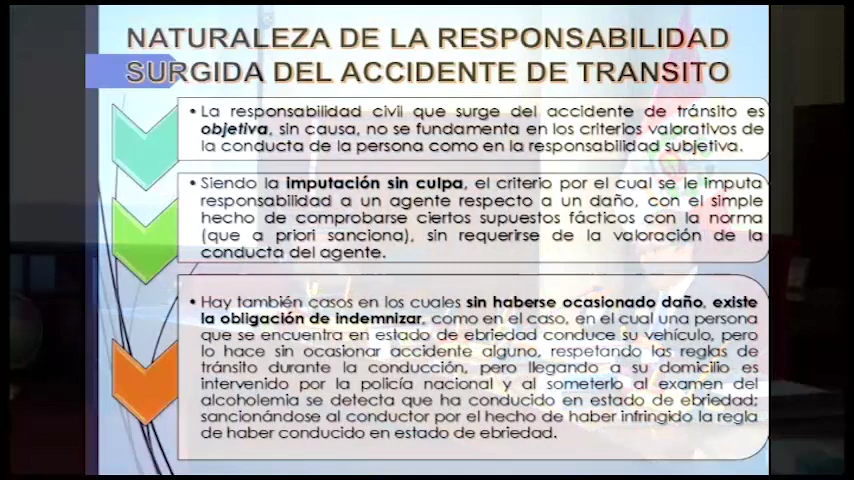 NATURALEZA DE LA RESPONSABILIDAD
SURGIDA DEL ACCIDENTE DE TRANSITO
• La responsabilidad civil que surge del accidente de tránsito es
objetiva, sin causa, no se fundamenta en los criterios valorativos de
la conducta de la persona como en la responsabilidad subjetiva.
• Siendo la imputación sin culpa, el criterio por el cual se le imputa
responsabilidad a un agente respecto a un daño, con el simple
hecho de comprobarse ciertos supuestos fácticos con la norma
(que a priori sanciona), sin requerirse de la valoración de la
conducta del agente.
• Hay también casos en los cuales sin haberse ocasionado daño, existe
la obligación de indemnizar, como en el caso, en el cual una persona
que se encuentra en estado de ebriedad conduce su vehículo, pero
lo hace sin ocasionar accidente alguno, respetando las reglas de
tránsito durante la conducción, pero llegando a su domicilio es
intervenido por la policía nacional y al someterlo al examen del
alcoholemia se detecta que ha conducido en estado de ebriedad;
sancionándose al conductor por el hecho de haber infringido la regla
de haber conducido en estado de ebriedad.